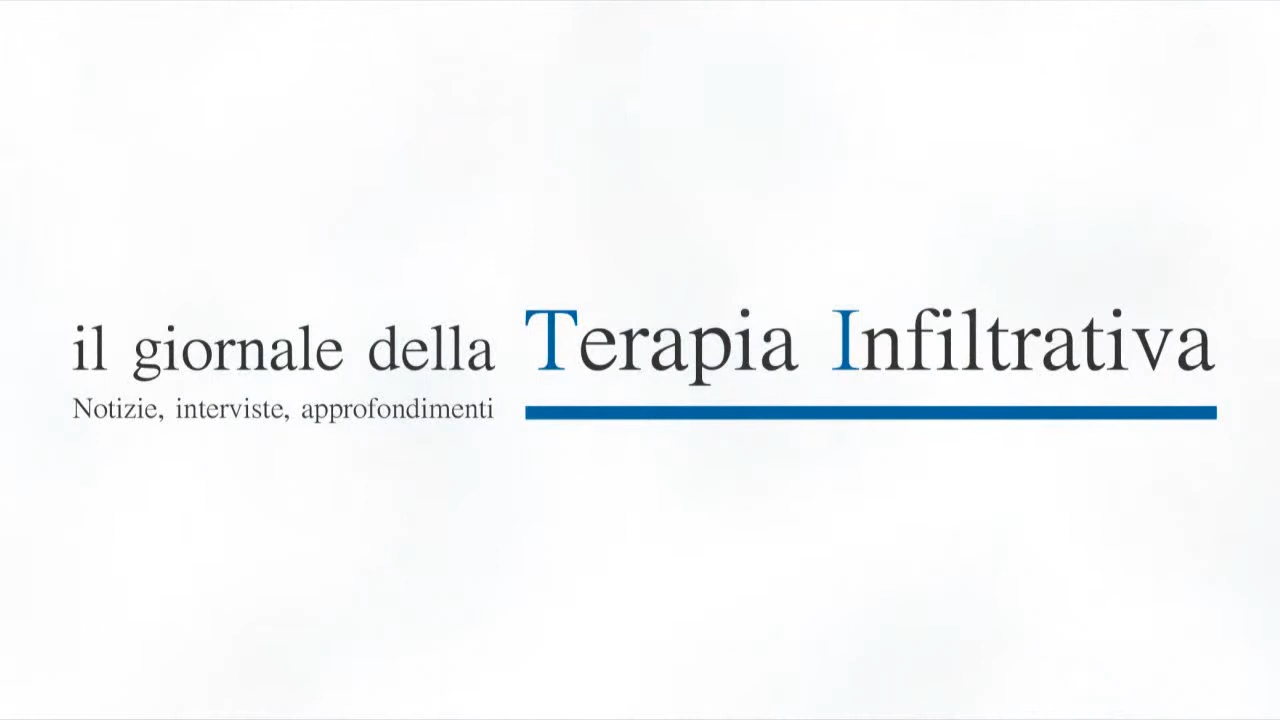 il giornale della Terapia Infiltrativa
Notizie, interviste, approfondimenti